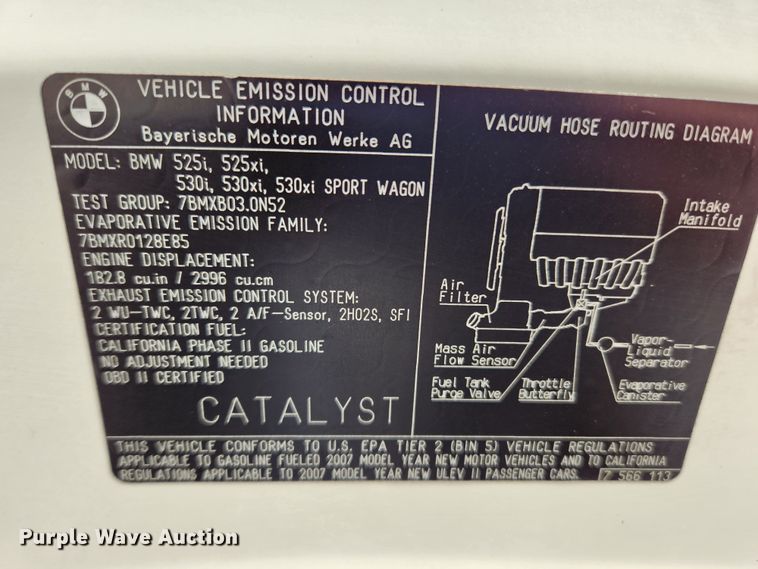 BMW
VEHICLE EMISSION CONTROL
INFORMATION
Bayerische Motoren Werke AG
MODEL: BMW 525i, 525xi,
530i, 530xi, 530xi SPORT WAGON
TEST GROUP: 7BMXB03.0N52
EVAPORATIVE EMISSION FAMILY:
7BMXR0128E85
ENGINE DISPLACEMENT:
182.8 cu.in / 2996 cu.cm
EXHAUST EMISSION CONTROL SYSTEM:
2 WU-TWC, 2TWC, 2 A/F-Sensor, 2HO2S, SFI
CERTIFICATION FUEL:
CALIFORNIA PHASE II GASOLINE
NO ADJUSTMENT NEEDED
OBD II CERTIFIED
CATALYST
VACUUM HOSE ROUTING DIAGRAM
Intake
Manifold
Air
Filter
Mass Air
Flow Sensor
Vapor-
Liquid
Separator
Fuel Tank
Purge Valve
Throttle
Butterfly
Evaporative
Canister
THIS VEHICLE CONFORMS TO U.S. EPA TIER 2 (BIN 5) VEHICLE REGULATIONS
APPLICABLE TO GASOLINE FUELED 2007 MODEL YEAR NEW MOTOR VEHICLES AND TO CALIFORNIA
REGULATIONS APPLICABLE TO 2007 MODEL YEAR NEW ULEV II PASSENGER CARS.
7 566 113
Purple Wave Auction